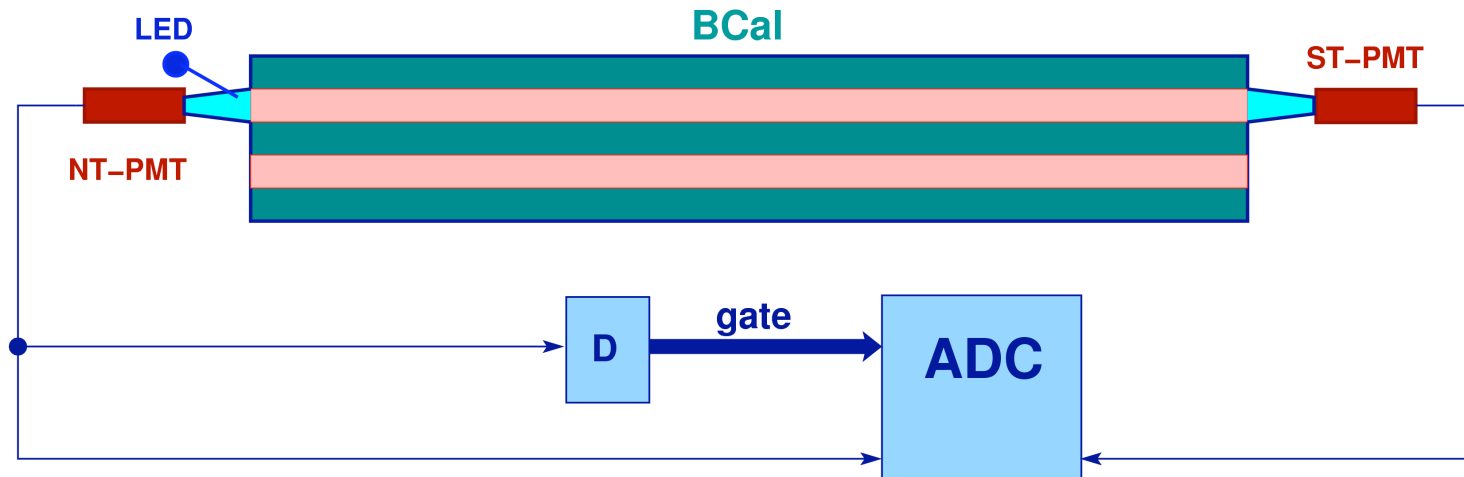 LED
BCal
ST–PMT
NT–PMT
gate
D
ADC